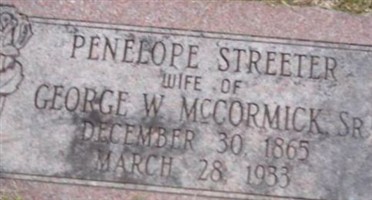 PENELOPE STREETER
WIFE OF
GEORGE W. McCORMICK, SR.
DECEMBER 30, 1865
MARCH 28, 1933